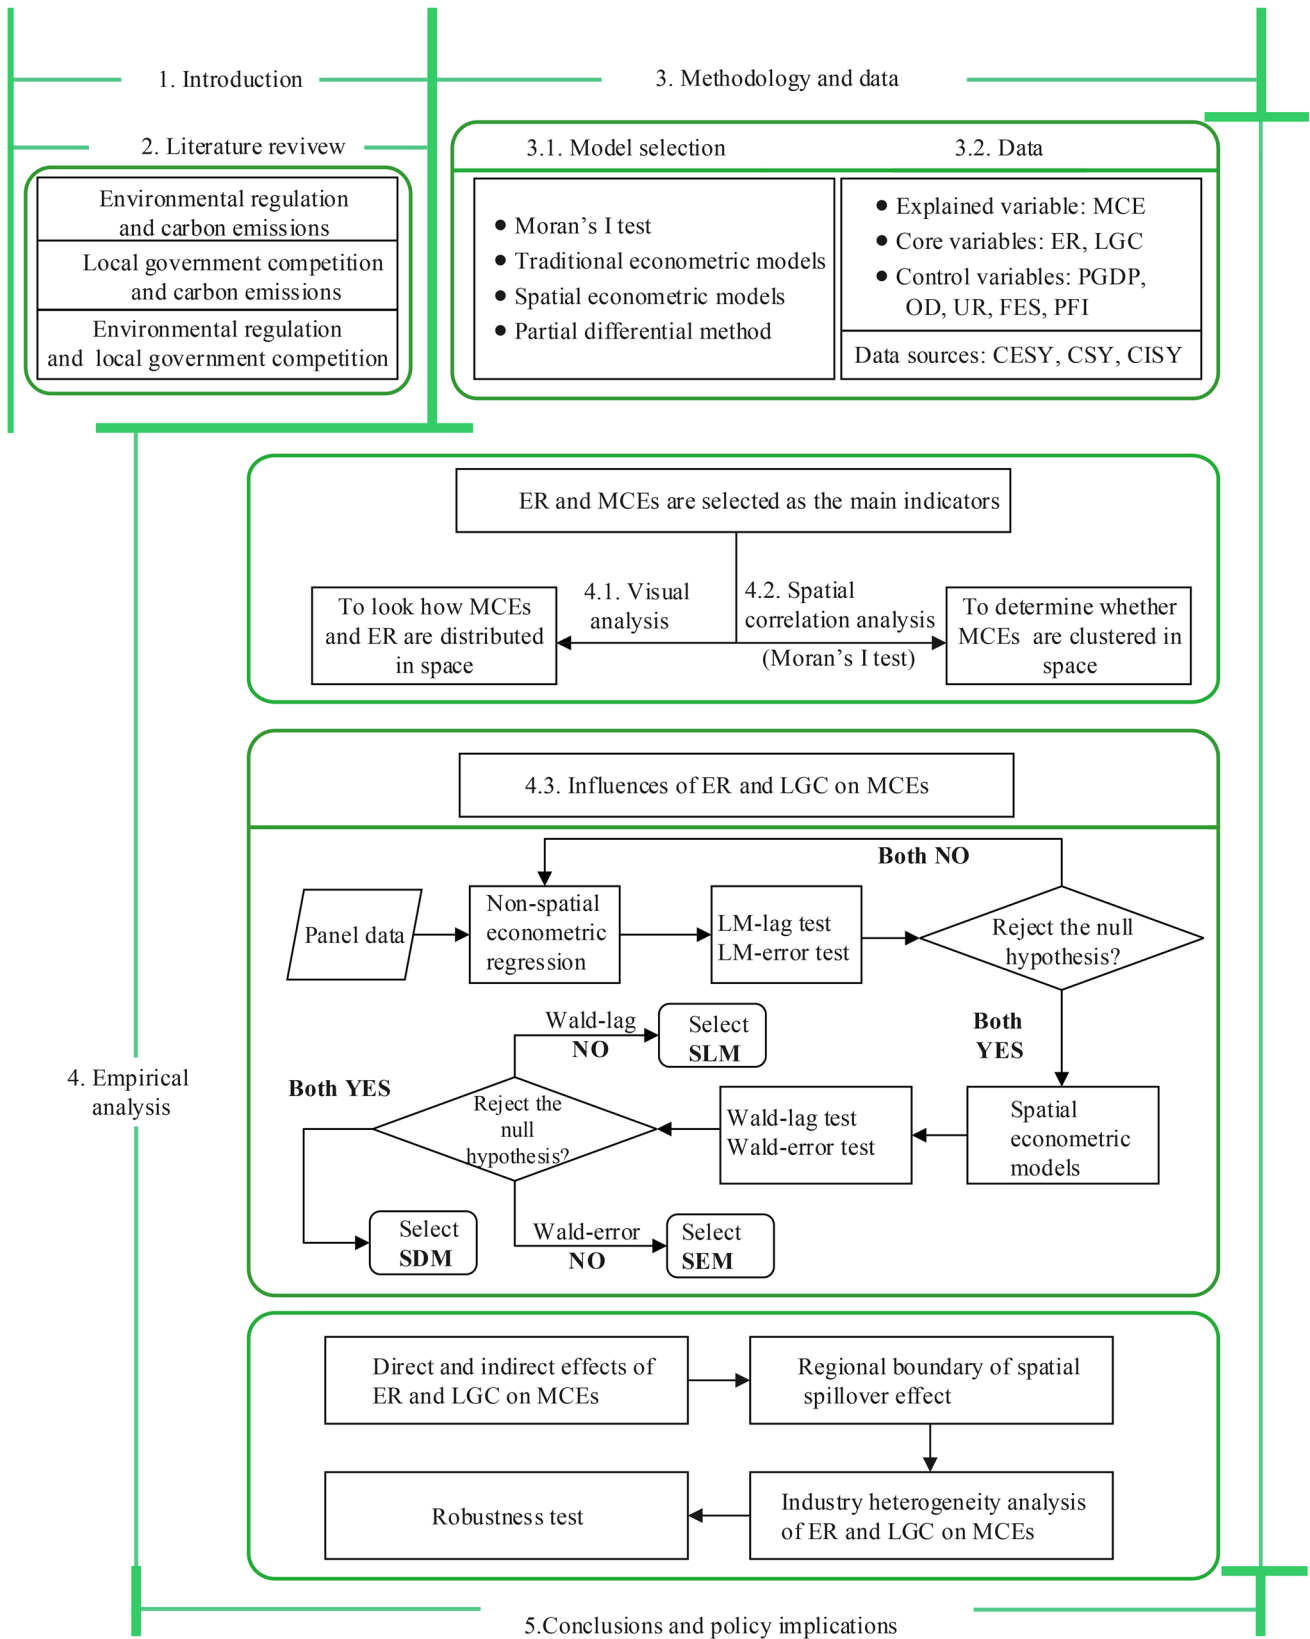 1. Introduction
3. Methodology and data
2. Literature revivew
Environmental regulation
and carbon emissions
Local government competition
and carbon emissions
Environmental regulation
and local government competition
3.1. Model selection
3.2. Data
• Moran’s I test
• Traditional econometric models
• Spatial econometric models
• Partial differential method
• Explained variable: MCE
• Core variables: ER, LGC
• Control variables: PGDP,
OD, UR, FES, PFI
Data sources: CESY, CSY, CISY
ER and MCEs are selected as the main indicators
4.1. Visual
analysis
4.2. Spatial
correlation analysis
(Moran’s I test)
To look how MCEs
and ER are distributed
in space
To determine whether
MCEs are clustered in
space
4. Empirical
analysis
4.3. Influences of ER and LGC on MCEs
Both NO
Panel data
Non-spatial
econometric
regression
LM-lag test
LM-error test
Reject the null
hypothesis?
Both
YES
Spatial
econometric
models
Wald-lag test
Wald-error test
Reject the
null
hypothesis?
Wald-lag
NO
Select
SLM
Both YES
Select
SDM
Wald-error
NO
Select
SEM
Direct and indirect effects of
ER and LGC on MCEs
Regional boundary of spatial
spillover effect
Industry heterogeneity analysis
of ER and LGC on MCEs
Robustness test
5.Conclusions and policy implications